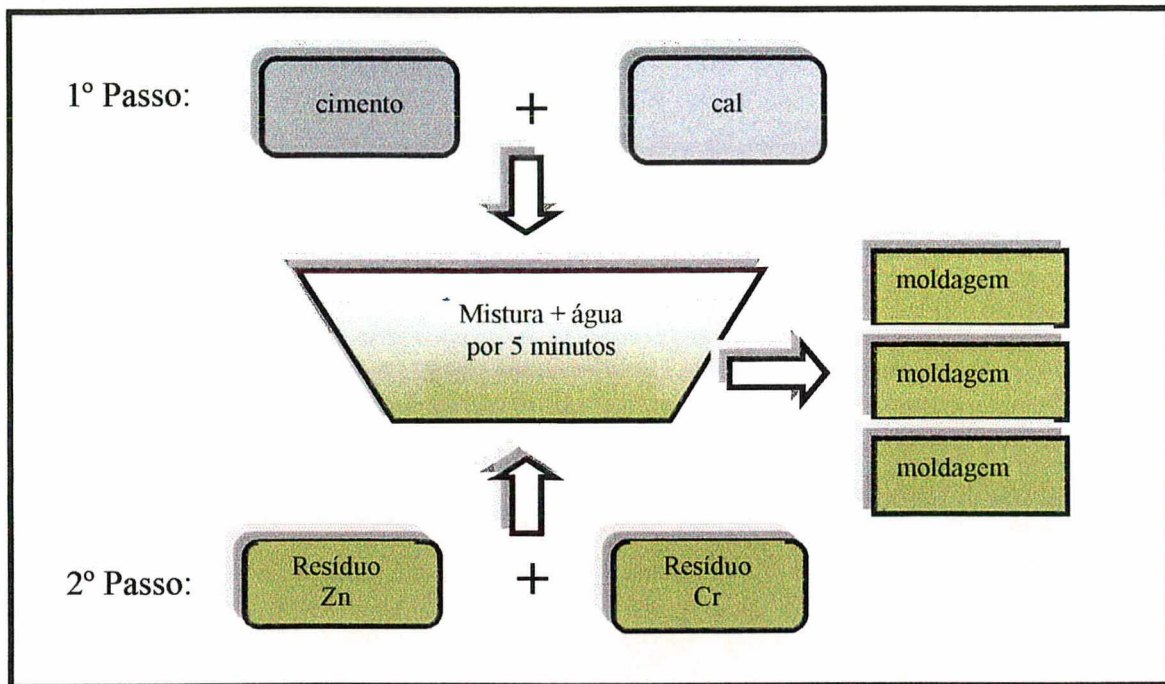 1º Passo:
cimento
+
cal
Mistura + água
por 5 minutos
moldagem
moldagem
moldagem
2º Passo:
Resíduo
Zn
+
Resíduo
Cr